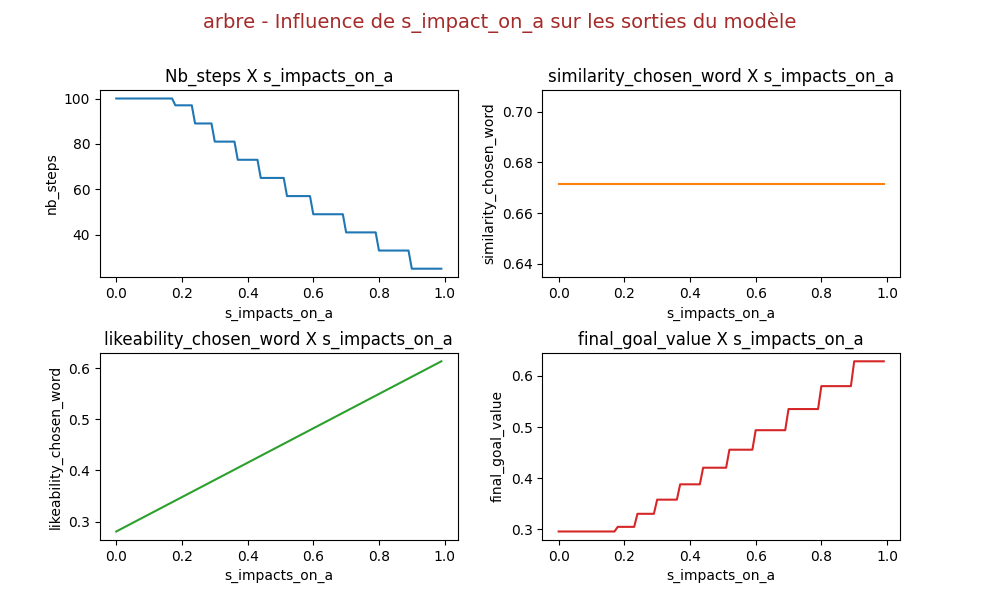 arbre - Influence de s_impact_on_a sur les sorties du modèle
Nb_steps X s_impacts_on_a
nb_steps
100
80
60
40
0.0 0.2 0.4 0.6 0.8 1.0
s_impacts_on_a
similarity_chosen_word X s_impacts_on_a
similarity_chosen_word
0.70
0.68
0.66
0.64
0.0 0.2 0.4 0.6 0.8 1.0
s_impacts_on_a
likeability_chosen_word X s_impacts_on_a
likeability_chosen_word
0.6
0.5
0.4
0.3
0.0 0.2 0.4 0.6 0.8 1.0
s_impacts_on_a
final_goal_value X s_impacts_on_a
final_goal_value
0.6
0.5
0.4
0.3
0.0 0.2 0.4 0.6 0.8 1.0
s_impacts_on_a